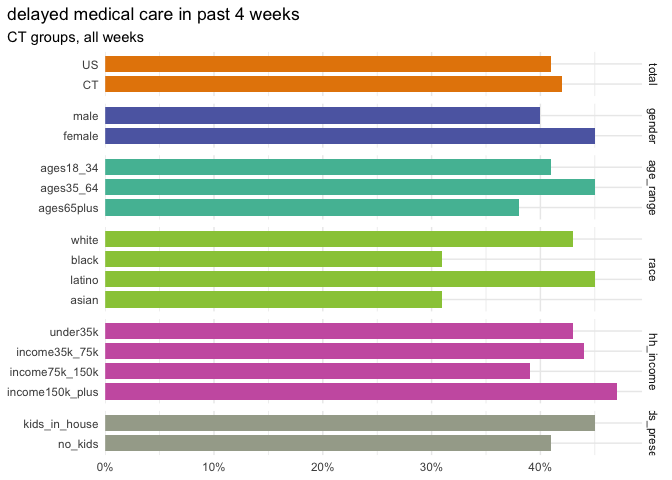 delayed medical care in past 4 weeks
CT groups, all weeks
US
CT
total
male
female
gender
ages18_34
ages35_64
ages65plus
age_range
white
black
latino
asian
race
under35k
income35k_75k
income75k_150k
income150k_plus
hh_income
kids_in_house
no_kids
ds_prese
0%
10%
20%
30%
40%